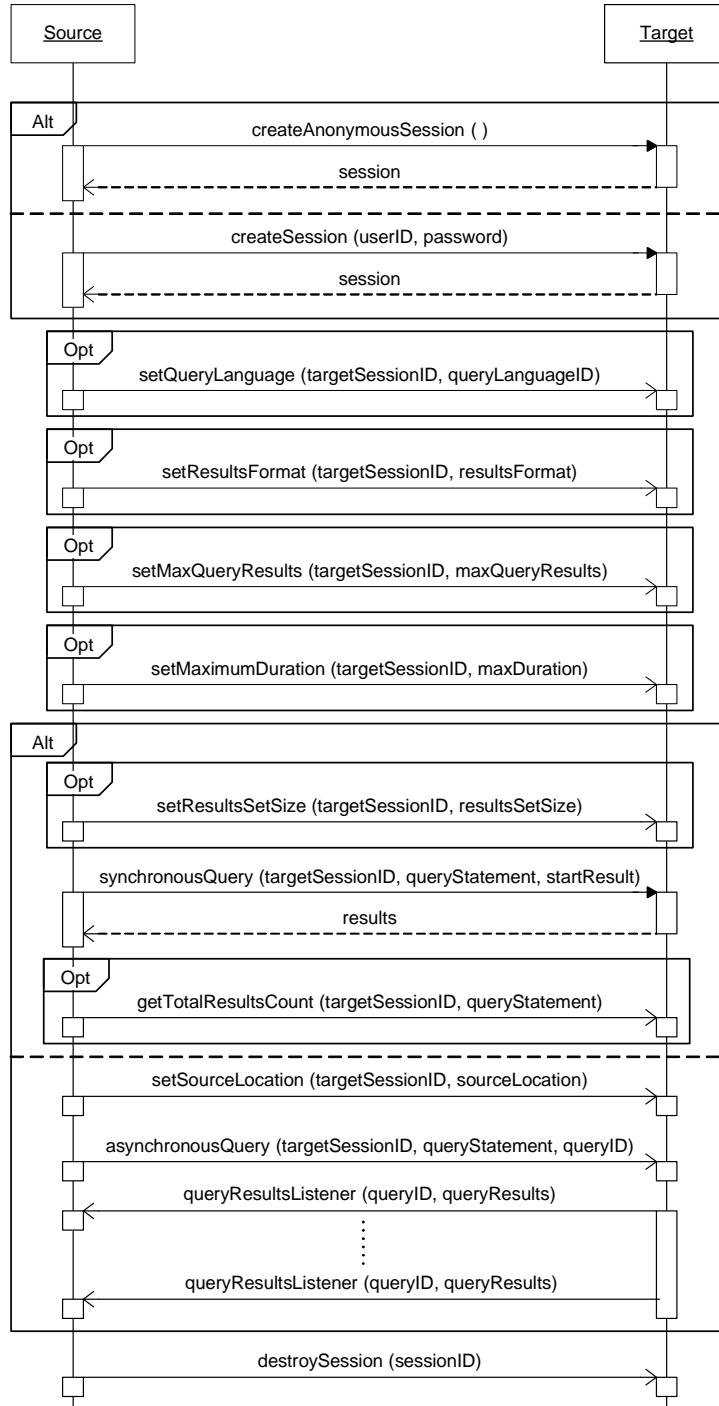 Source
Target
Alt
createAnonymousSession ( )
session
createSession (userID, password)
session
Opt
setQueryLanguage (targetSessionID, queryLanguageID)
Opt
setResultsFormat (targetSessionID, resultsFormat)
Opt
setMaxQueryResults (targetSessionID, maxQueryResults)
Opt
setMaximumDuration (targetSessionID, maxDuration)
Alt
Opt
setResultsSetSize (targetSessionID, resultsSetSize)
synchronousQuery (targetSessionID, queryStatement, startResult)
results
Opt
getTotalResultsCount (targetSessionID, queryStatement)
setSourceLocation (targetSessionID, sourceLocation)
asynchronousQuery (targetSessionID, queryStatement, queryID)
queryResultsListener (queryID, queryResults)
queryResultsListener (queryID, queryResults)
destroySession (sessionID)